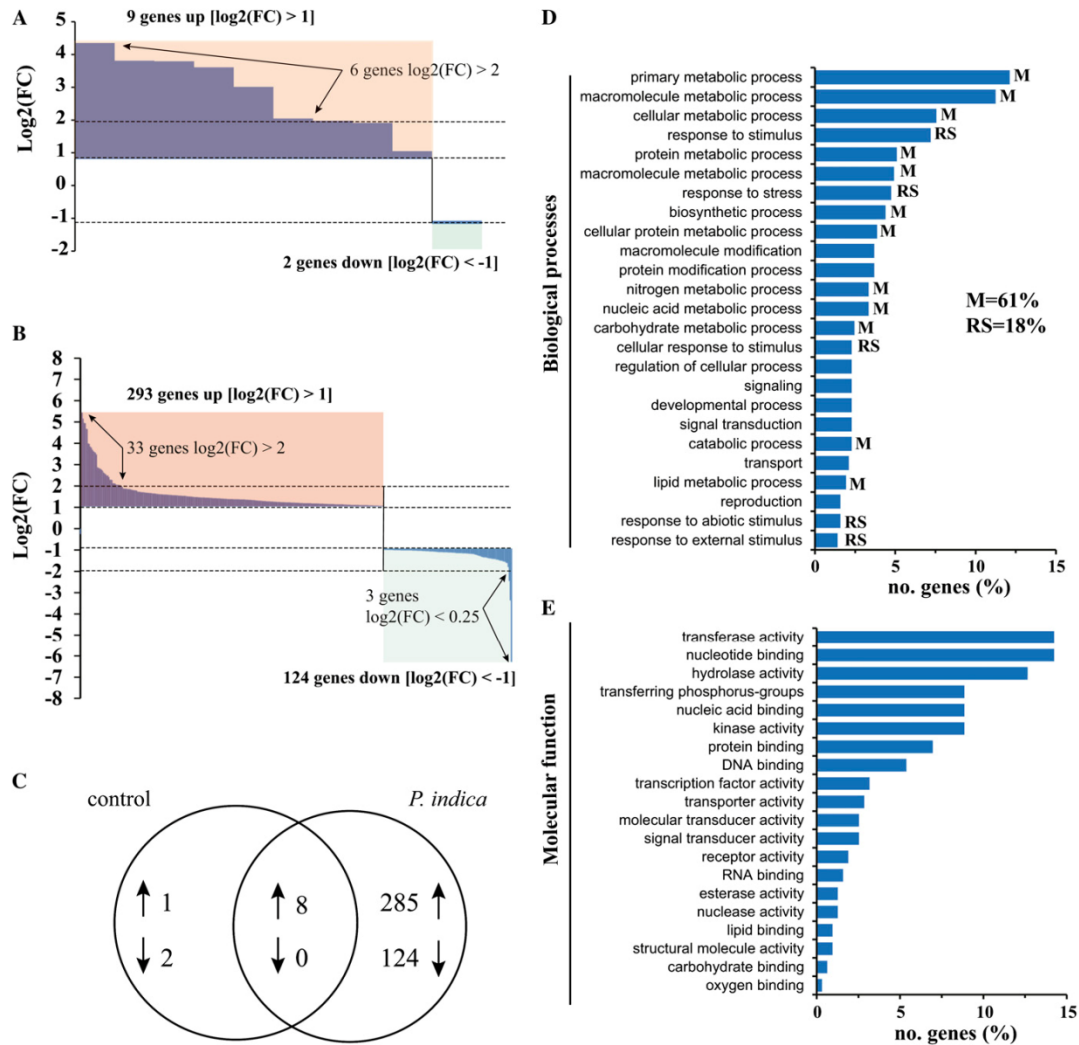 A
9 genes up [log2(FC) > 1]
5
4
3
2
1
0
-1
-2
Log2(FC)
6 genes log2(FC) > 2
2 genes down [log2(FC) < -1]
B
8
7
6
5
4
3
2
1
0
-1
-2
-3
-4
-5
-6
-7
-8
Log2(FC)
293 genes up [log2(FC) > 1]
33 genes log2(FC) > 2
3 genes
log2(FC) < 0.25
124 genes down [log2(FC) < -1]
C
control
P. indica
1
8
285
2
0
124
D
Biological processes
primary metabolic process M
macromolecule metabolic process M
cellular metabolic process M
response to stimulus RS
protein metabolic process M
macromolecule metabolic process M
response to stress RS
biosynthetic process M
cellular protein metabolic process M
macromolecule modification
protein modification process
nitrogen metabolic process M
nucleic acid metabolic process M
carbohydrate metabolic process M
cellular response to stimulus RS
regulation of cellular process
signaling
developmental process
signal transduction
catabolic process M
transport
lipid metabolic process M
reproduction
response to abiotic stimulus RS
response to external stimulus RS
M=61%
RS=18%
0 5 10 15
no. genes (%)
E
Molecular function
transferase activity
nucleotide binding
hydrolase activity
transferring phosphorus-groups
nucleic acid binding
kinase activity
protein binding
DNA binding
transcription factor activity
transporter activity
molecular transducer activity
signal transducer activity
receptor activity
RNA binding
esterase activity
nuclease activity
lipid binding
structural molecule activity
carbohydrate binding
oxygen binding
0 5 10 15
no. genes (%)